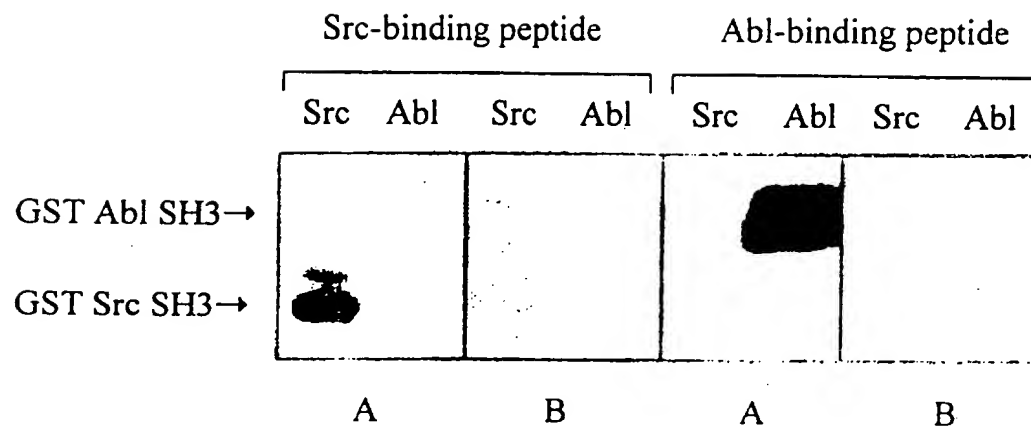 Src-binding peptide Abl-binding peptide
Src Abl Src Abl Src Abl Src Abl
GST Abl SH3→
GST Src SH3→
A B A B